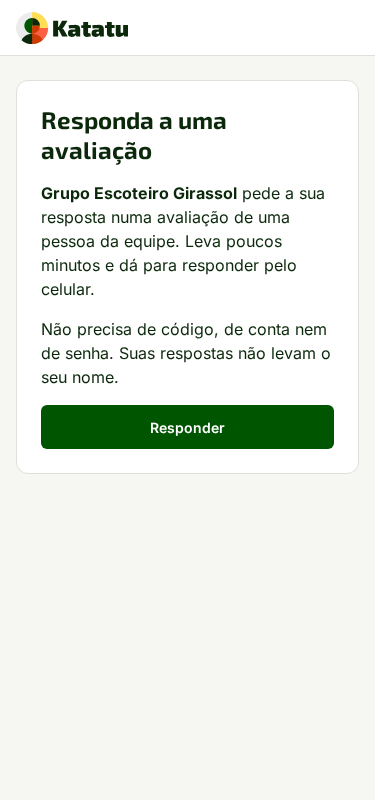 Katatu
Responda a uma
avaliação
Grupo Escoteiro Girassol pede a sua
resposta numa avaliação de uma
pessoa da equipe. Leva poucos
minutos e dá para responder pelo
celular.
Não precisa de código, de conta nem
de senha. Suas respostas não levam o
seu nome.
Responder